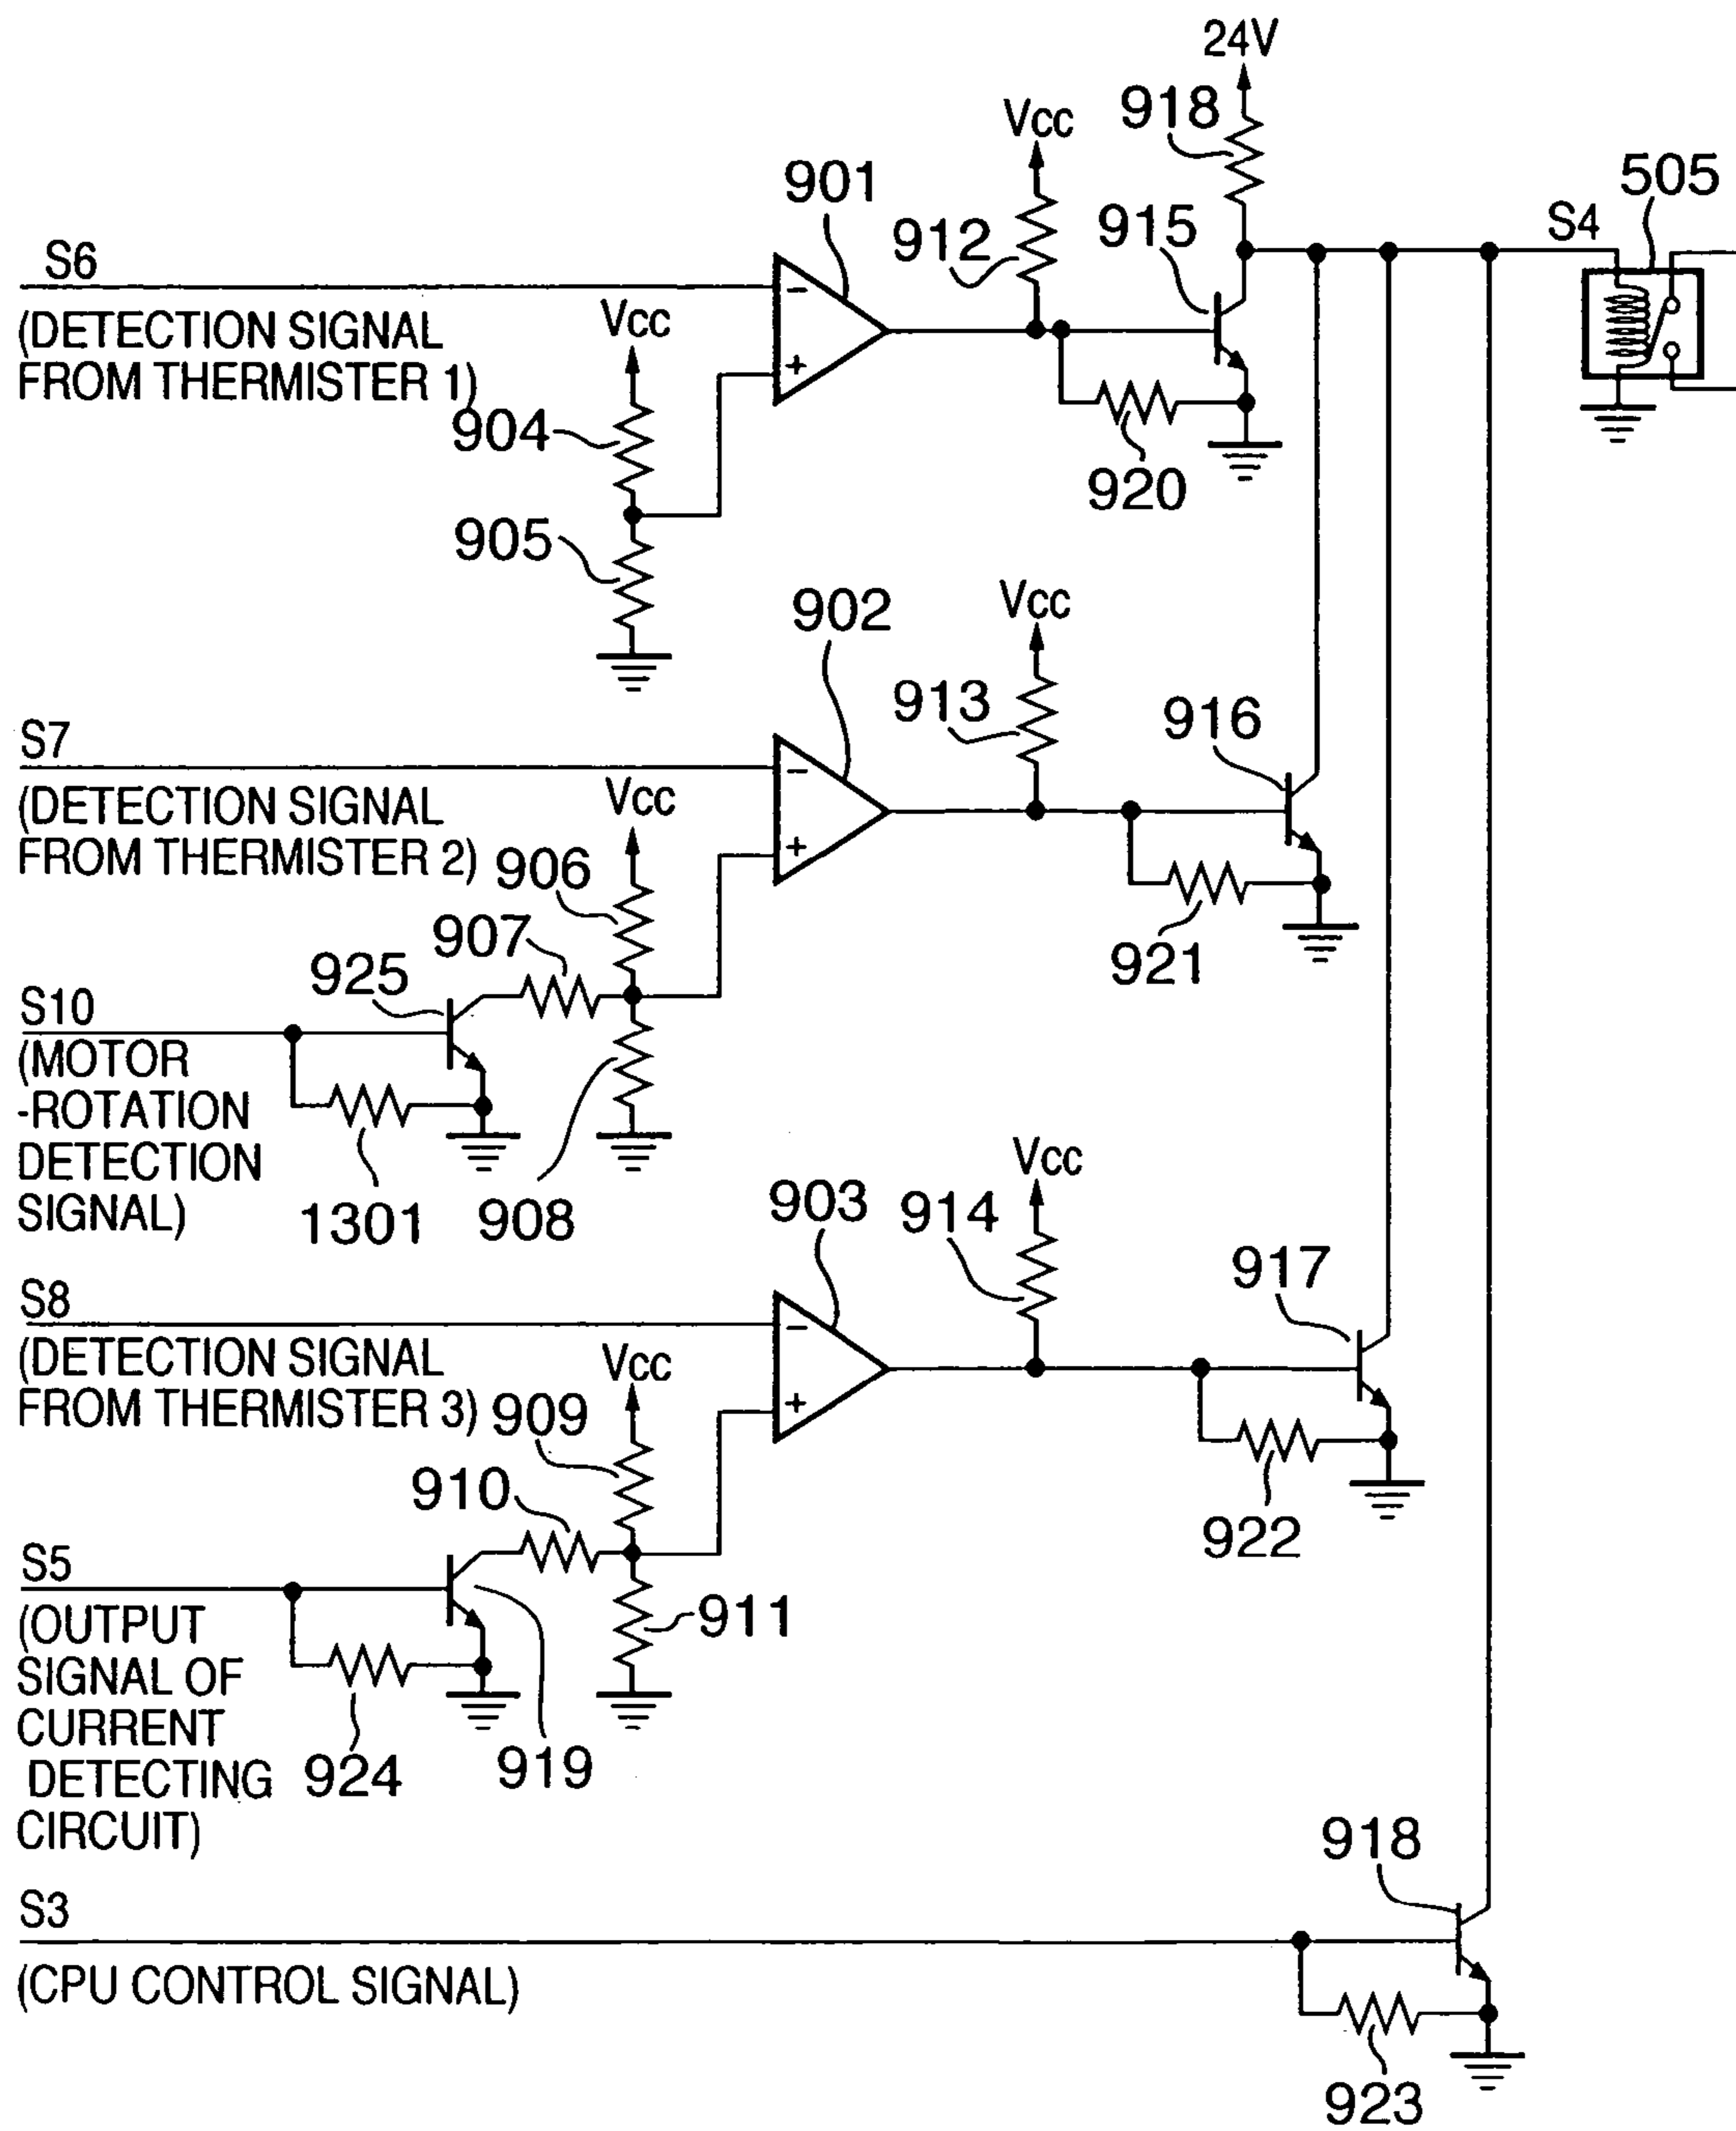 24V
Vcc
918
505
901
912
915
S4
S6
Vcc
−
(DETECTION SIGNAL
FROM THERMISTER 1)
+
904
920
905
902
Vcc
913
916
S7
Vcc
−
(DETECTION SIGNAL
FROM THERMISTER 2)
+
906
907
921
925
S10
(MOTOR
-ROTATION
DETECTION
SIGNAL)
1301
908
903
Vcc
914
917
S8
Vcc
−
(DETECTION SIGNAL
FROM THERMISTER 3)
+
909
910
922
S5
(OUTPUT
SIGNAL OF
CURRENT
DETECTING
CIRCUIT)
911
924
919
918
S3
(CPU CONTROL SIGNAL)
923